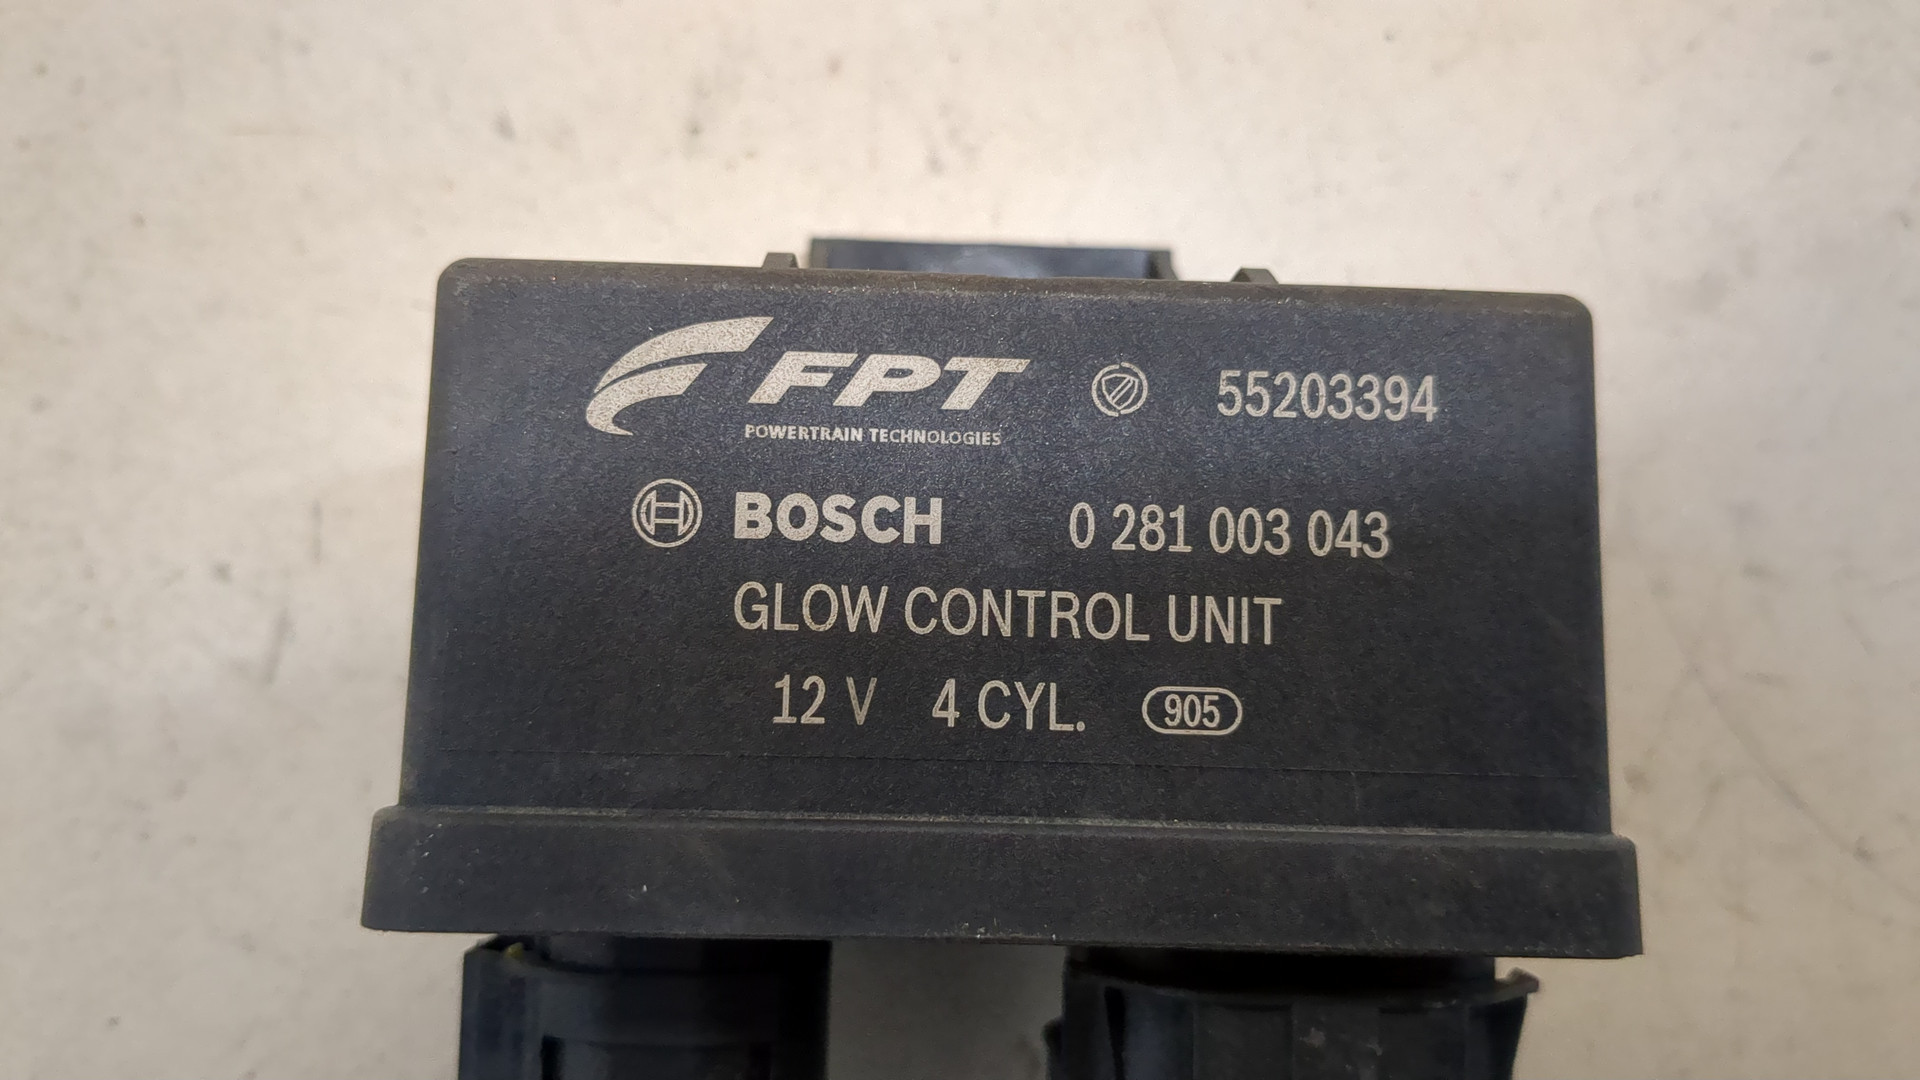 FPT 55203394
POWERTRAIN TECHNOLOGIES
BOSCH 0 281 003 043
GLOW CONTROL UNIT
12 V 4 CYL. 905